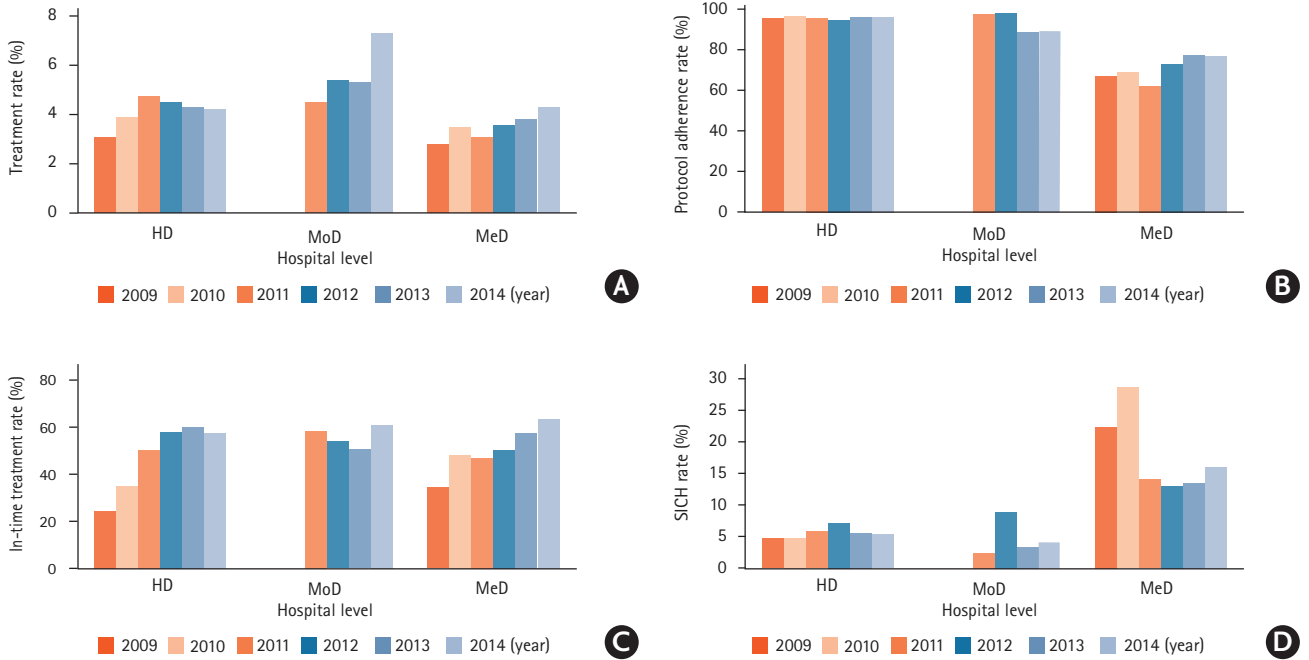 Treatment rate (%)
8
6
4
2
0
HD MoD MeD
Hospital level
2009 2010 2011 2012 2013 2014 (year)
A
Protocol adherence rate (%)
100
80
60
40
20
0
HD MoD MeD
Hospital level
2009 2010 2011 2012 2013 2014 (year)
B
In-time treatment rate (%)
80
60
40
20
0
HD MoD MeD
Hospital level
2009 2010 2011 2012 2013 2014 (year)
C
SICH rate (%)
30
25
20
15
10
5
0
HD MoD MeD
Hospital level
2009 2010 2011 2012 2013 2014 (year)
D